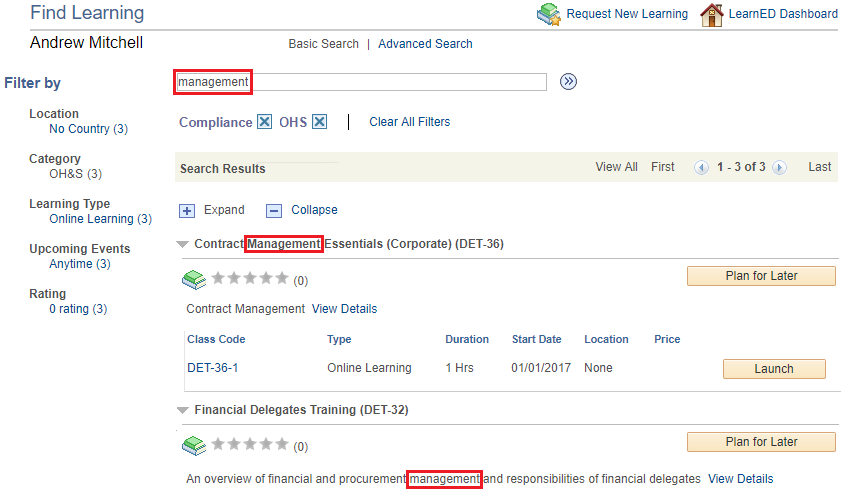 Find Learning
Request New Learning
LearnED Dashboard
Andrew Mitchell
Basic Search | Advanced Search
Filter by
management
Location
No Country (3)
Category
OH&S (3)
Learning Type
Online Learning (3)
Upcoming Events
Anytime (3)
Rating
0 rating (3)
Compliance OHS | Clear All Filters
Search Results View All First 1 - 3 of 3 Last
Expand Collapse
Contract Management Essentials (Corporate) (DET-36)
(0) Plan for Later
Contract Management View Details
Class Code Type Duration Start Date Location Price
DET-36-1 Online Learning 1 Hrs 01/01/2017 None Launch
Financial Delegates Training (DET-32)
(0) Plan for Later
An overview of financial and procurement management and responsibilities of financial delegates View Details